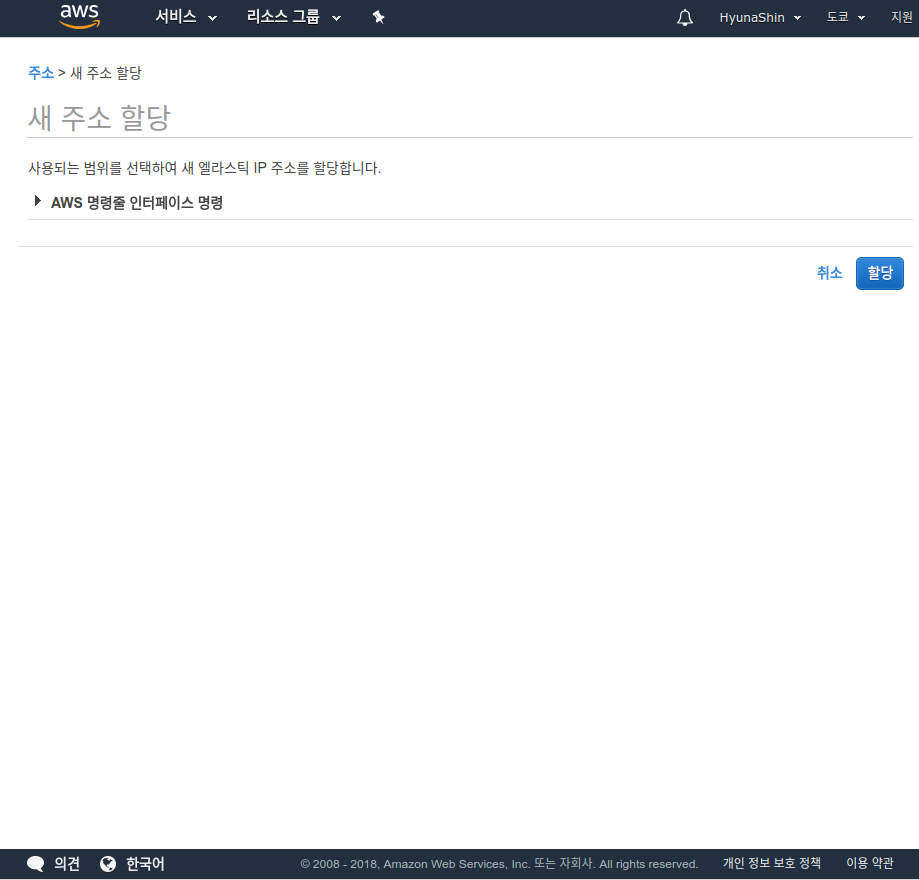 aws 서비스 리소스 그룹 HyunaShin 도쿄 지원
주소 > 새 주소 할당
새 주소 할당
사용되는 범위를 선택하여 새 엘라스틱 IP 주소를 할당합니다.
AWS 명령줄 인터페이스 명령
취소 할당
의견 한국어 © 2008 - 2018, Amazon Web Services, Inc. 또는 자회사. All rights reserved. 개인 정보 보호 정책 이용 약관